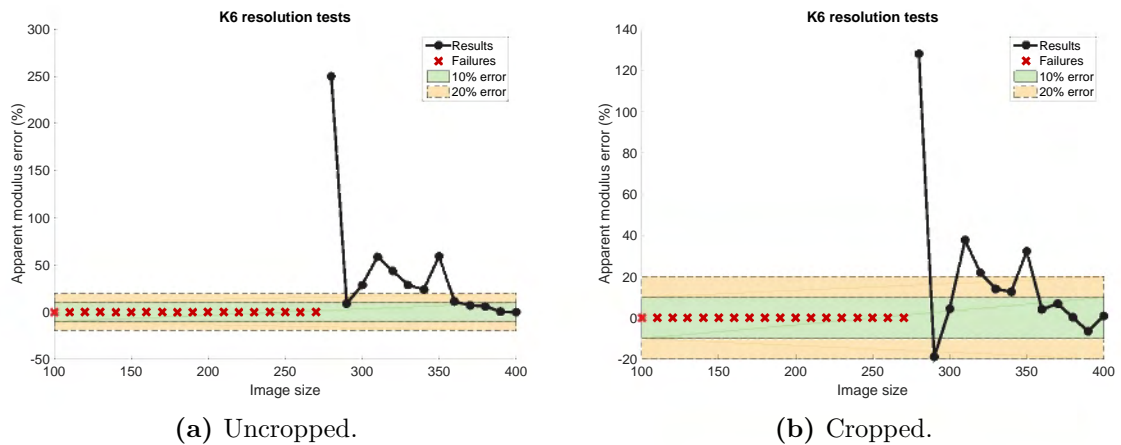 K6 resolution tests
300
250
200
150
100
50
0
-50
Apparent modulus error (%)
Results
Failures
10% error
20% error
100 150 200 250 300 350 400
Image size
(a) Uncropped.
K6 resolution tests
140
120
100
80
60
40
20
0
-20
Apparent modulus error (%)
Results
Failures
10% error
20% error
100 150 200 250 300 350 400
Image size
(b) Cropped.